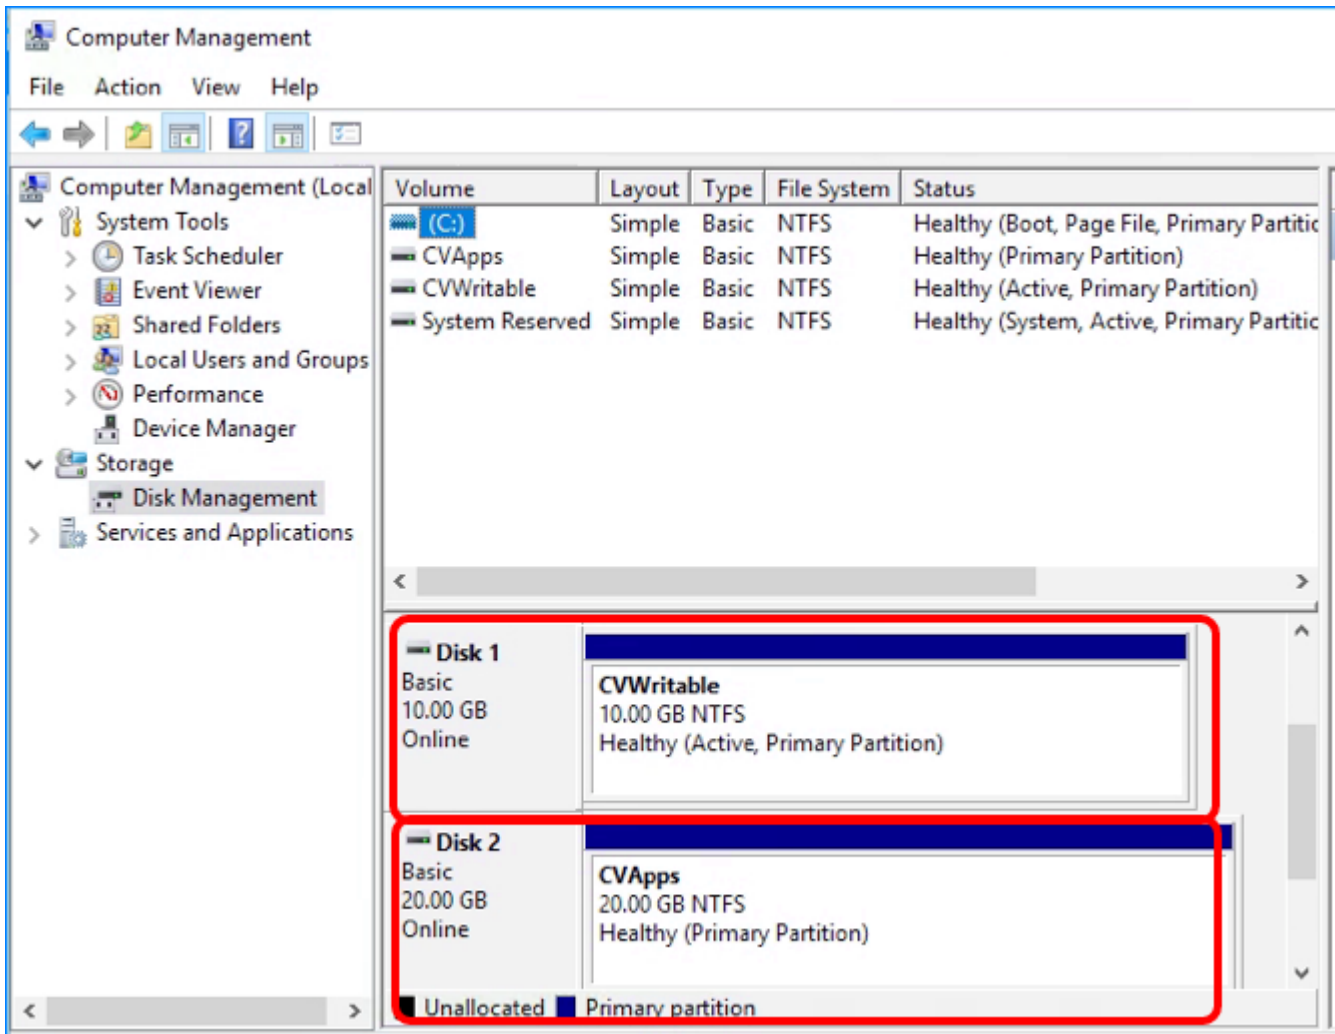 Computer Management
File Action View Help
Computer Management (Local
System Tools
Task Scheduler
Event Viewer
Shared Folders
Local Users and Groups
Performance
Device Manager
Storage
Disk Management
Services and Applications
Volume Layout Type File System Status
(C:) Simple Basic NTFS Healthy (Boot, Page File, Primary Partitic
CVApps Simple Basic NTFS Healthy (Primary Partition)
CVWritable Simple Basic NTFS Healthy (Active, Primary Partition)
System Reserved Simple Basic NTFS Healthy (System, Active, Primary Partitic
Disk 1
Basic
10.00 GB
Online
CVWritable
10.00 GB NTFS
Healthy (Active, Primary Partition)
Disk 2
Basic
20.00 GB
Online
CVApps
20.00 GB NTFS
Healthy (Primary Partition)
Unallocated Primary partition